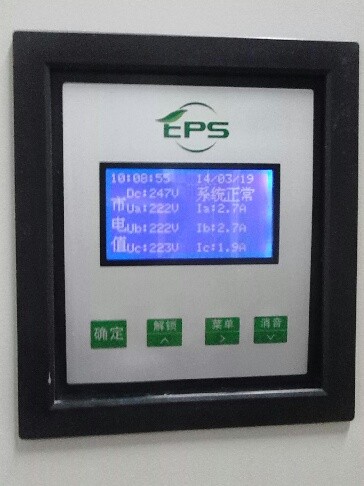 EPS
10:08:55 14/03/19
Dc:247V 系统正常
市 Ua:222V Ia:2.7A
电 Ub:222V Ib:2.7A
值 Uc:223V Ic:1.9A
确定 解锁 菜单 消音